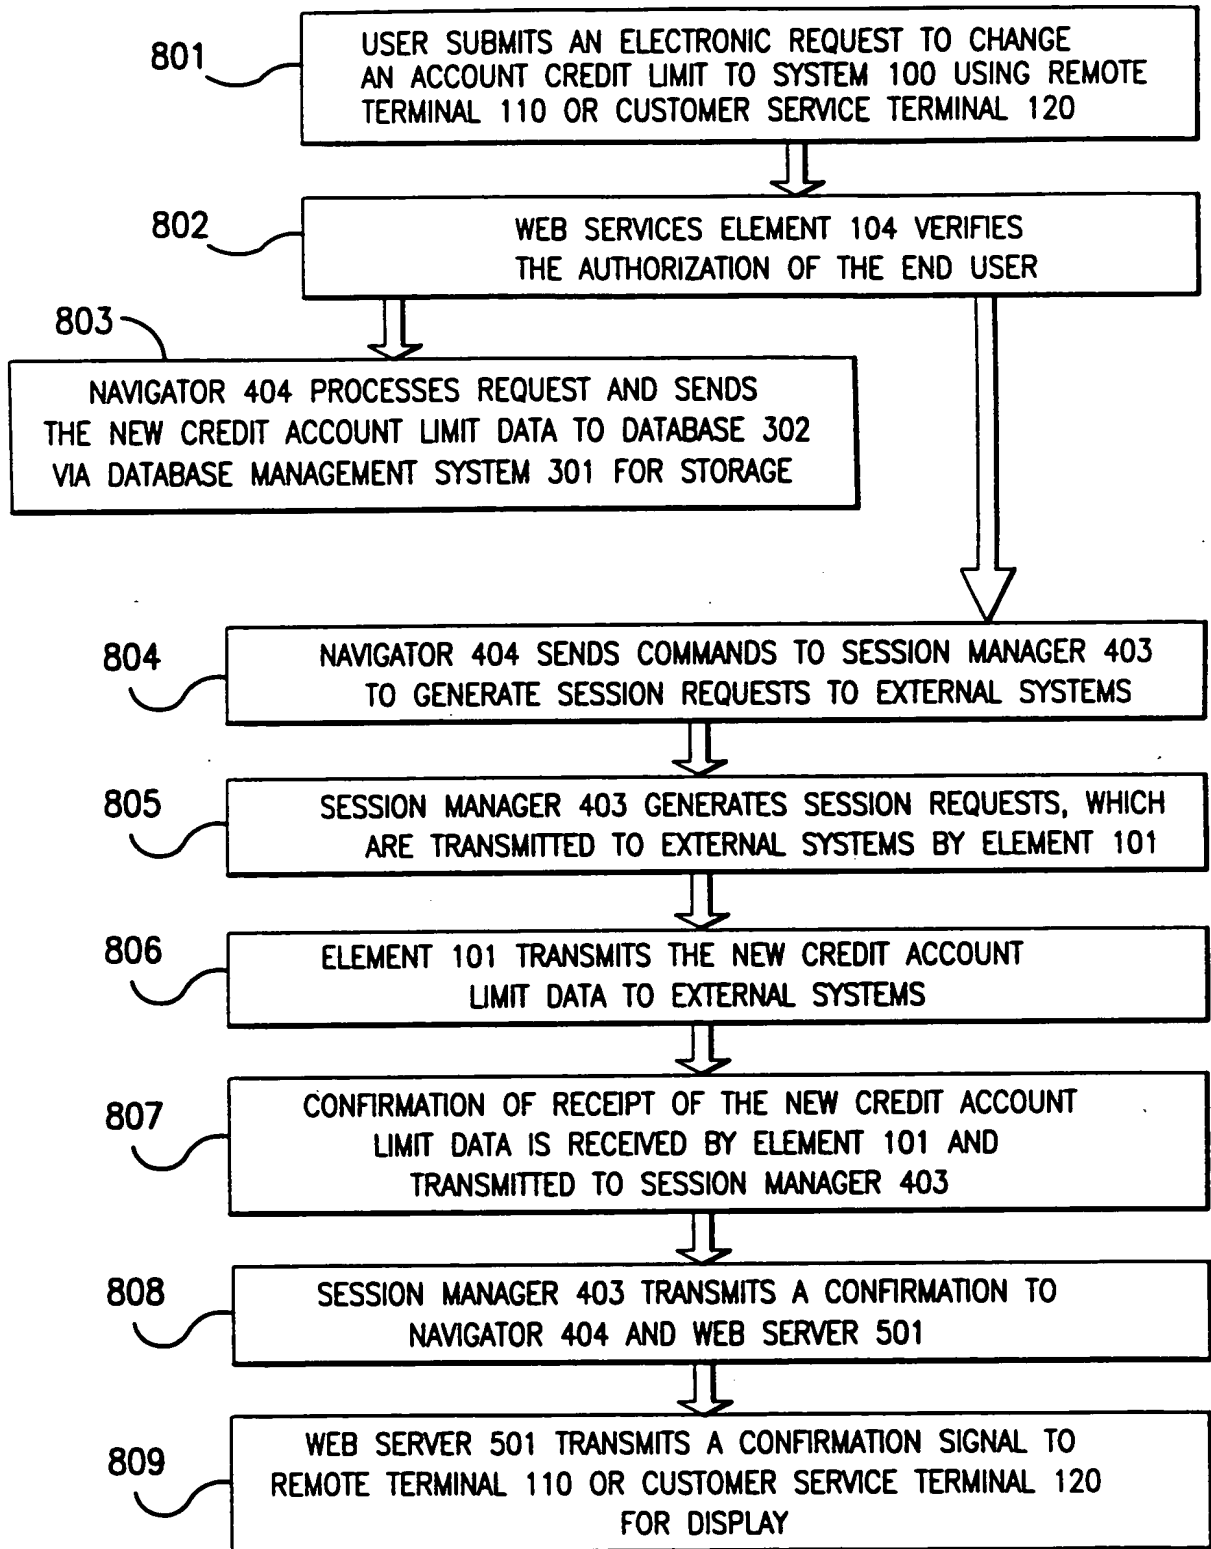 801
USER SUBMITS AN ELECTRONIC REQUEST TO CHANGE
AN ACCOUNT CREDIT LIMIT TO SYSTEM 100 USING REMOTE
TERMINAL 110 OR CUSTOMER SERVICE TERMINAL 120
802
WEB SERVICES ELEMENT 104 VERIFIES
THE AUTHORIZATION OF THE END USER
803
NAVIGATOR 404 PROCESSES REQUEST AND SENDS
THE NEW CREDIT ACCOUNT LIMIT DATA TO DATABASE 302
VIA DATABASE MANAGEMENT SYSTEM 301 FOR STORAGE
804
NAVIGATOR 404 SENDS COMMANDS TO SESSION MANAGER 403
TO GENERATE SESSION REQUESTS TO EXTERNAL SYSTEMS
805
SESSION MANAGER 403 GENERATES SESSION REQUESTS, WHICH
ARE TRANSMITTED TO EXTERNAL SYSTEMS BY ELEMENT 101
806
ELEMENT 101 TRANSMITS THE NEW CREDIT ACCOUNT
LIMIT DATA TO EXTERNAL SYSTEMS
807
CONFIRMATION OF RECEIPT OF THE NEW CREDIT ACCOUNT
LIMIT DATA IS RECEIVED BY ELEMENT 101 AND
TRANSMITTED TO SESSION MANAGER 403
808
SESSION MANAGER 403 TRANSMITS A CONFIRMATION TO
NAVIGATOR 404 AND WEB SERVER 501
809
WEB SERVER 501 TRANSMITS A CONFIRMATION SIGNAL TO
REMOTE TERMINAL 110 OR CUSTOMER SERVICE TERMINAL 120
FOR DISPLAY